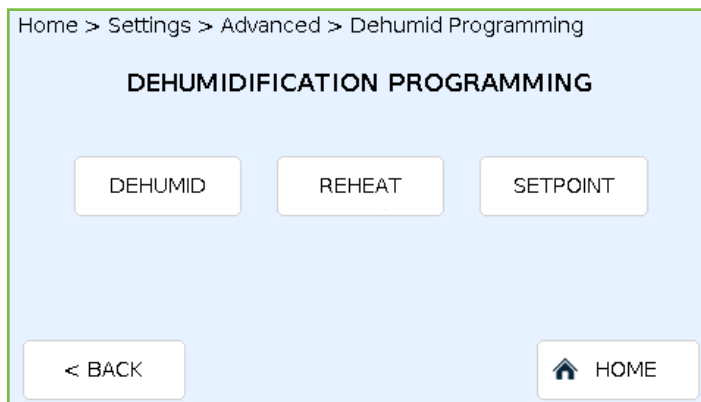 Home > Settings > Advanced > Dehumid Programming
DEHUMIDIFICATION PROGRAMMING
DEHUMID REHEAT SETPOINT
< BACK HOME